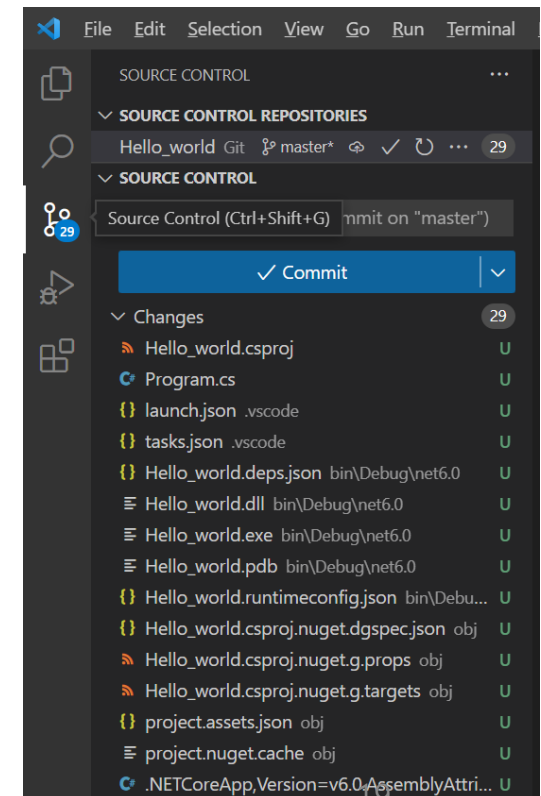 File Edit Selection View Go Run Terminal
SOURCE CONTROL ...
SOURCE CONTROL REPOSITORIES
Hello_world Git master* ... 29
SOURCE CONTROL
29 Source Control (Ctrl+Shift+G) mmit on "master")
Commit
Changes 29
Hello_world.csproj U
C# Program.cs U
{} launch.json .vscode U
{} tasks.json .vscode U
{} Hello_world.deps.json bin\Debug\net6.0 U
Hello_world.dll bin\Debug\net6.0 U
Hello_world.exe bin\Debug\net6.0 U
Hello_world.pdb bin\Debug\net6.0 U
{} Hello_world.runtimeconfig.json bin\Debu... U
{} Hello_world.csproj.nuget.dgspec.json obj U
Hello_world.csproj.nuget.g.props obj U
Hello_world.csproj.nuget.g.targets obj U
{} project.assets.json obj U
project.nuget.cache obj U
C# .NETCoreApp,Version=v6.0.AssemblyAttri... U